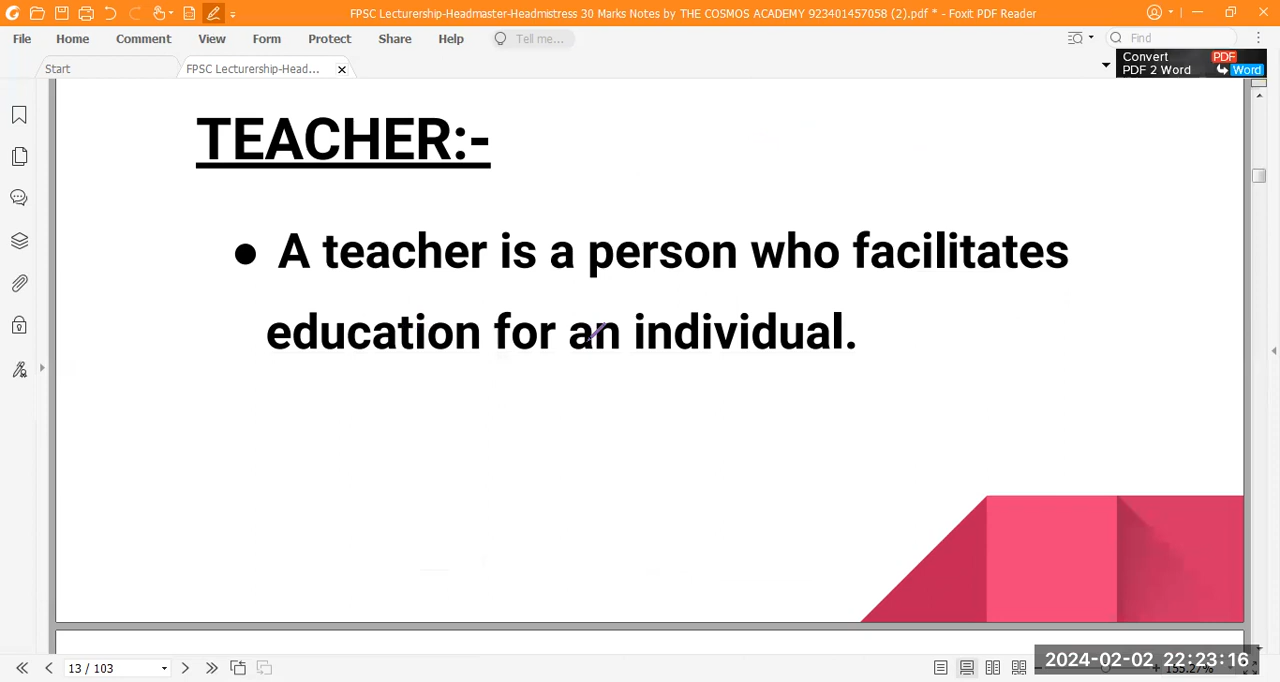 FPSC Lecturership-Headmaster-Headmistress 30 Marks Notes by THE COSMOS ACADEMY 923401457058 (2).pdf * - Foxit PDF Reader
File Home Comment View Form Protect Share Help Tell me... Find
Start FPSC Lecturership-Head...
Convert PDF
PDF 2 Word Word
TEACHER:-
● A teacher is a person who facilitates
education for an individual.
13 / 103
2024-02-02 22:23:16
155.27%